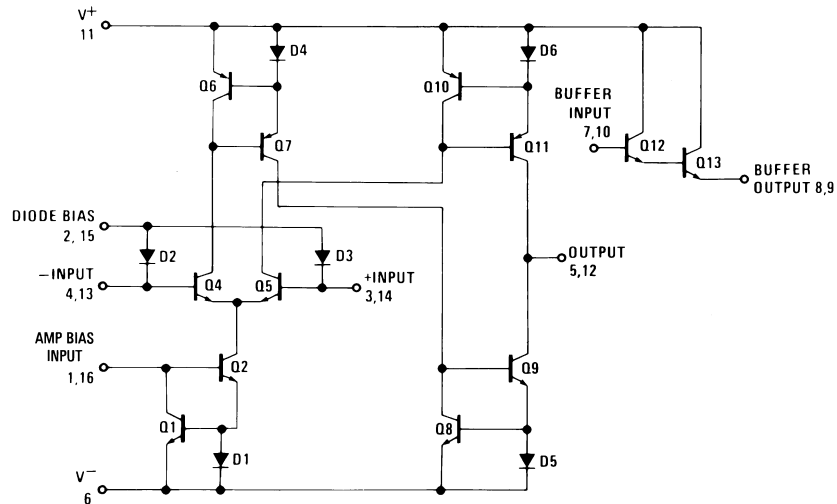 V+
11
D4
D6
Q6
Q10
BUFFER
INPUT
7,10
Q7
Q11
Q12
Q13
BUFFER
OUTPUT 8,9
DIODE BIAS
2, 15
D2
D3
OUTPUT
5,12
−INPUT
4,13
Q4
Q5
+INPUT
3,14
AMP BIAS
INPUT
1,16
Q2
Q9
Q1
Q8
D1
D5
V−
6